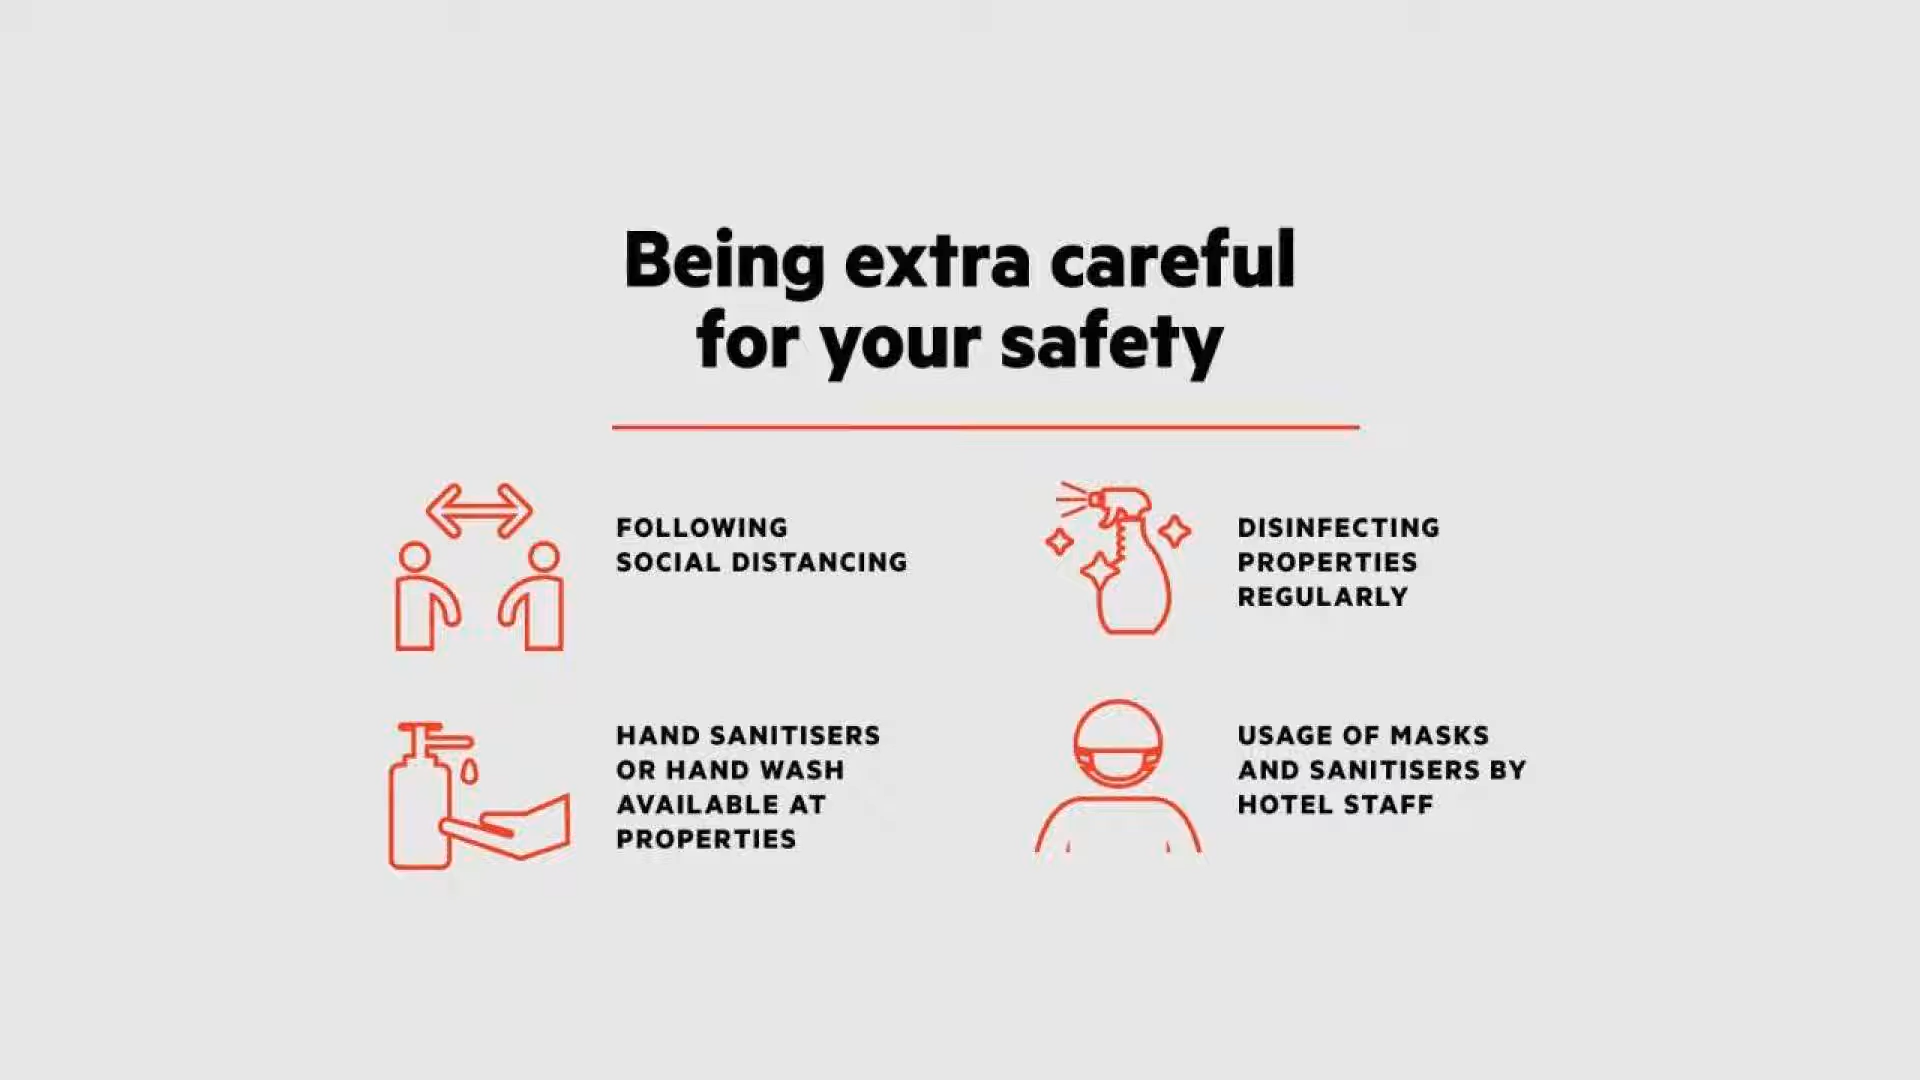 Being extra careful
for your safety
FOLLOWING
SOCIAL DISTANCING
DISINFECTING
PROPERTIES
REGULARLY
HAND SANITISERS
OR HAND WASH
AVAILABLE AT
PROPERTIES
USAGE OF MASKS
AND SANITISERS BY
HOTEL STAFF